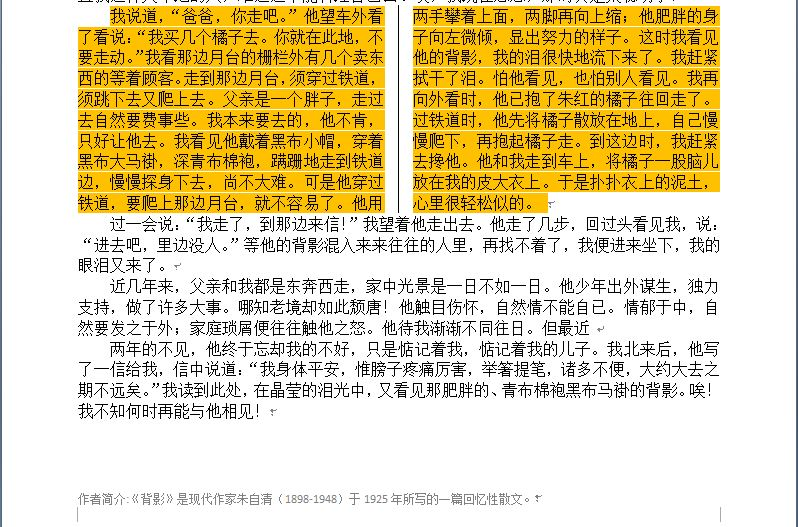 我说道，“爸爸，你走吧。”他望车外看
了看说：“我买几个橘子去。你就在此地，不
要走动。”我看那边月台的栅栏外有几个卖东
西的等着顾客。走到那边月台，须穿过铁道，
须跳下去又爬上去。父亲是一个胖子，走过
去自然要费事些。我本来要去的，他不肯，
只好让他去。我看见他戴着黑布小帽，穿着
黑布大马褂，深青布棉袍，蹒跚地走到铁道
边，慢慢探身下去，尚不大难。可是他穿过
铁道，要爬上那边月台，就不容易了。他用
两手攀着上面，两脚再向上缩；他肥胖的身
子向左微倾，显出努力的样子。这时我看见
他的背影，我的泪很快地流下来了。我赶紧
拭干了泪。怕他看见，也怕别人看见。我再
向外看时，他已抱了朱红的橘子往回走了。
过铁道时，他先将橘子散放在地上，自己慢
慢爬下，再抱起橘子走。到这边时，我赶紧
去搀他。他和我走到车上，将橘子一股脑儿
放在我的皮大衣上。于是扑扑衣上的泥土，
心里很轻松似的。
过一会说：“我走了，到那边来信！”我望着他走出去。他走了几步，回过头看见我，说：
“进去吧，里边没人。”等他的背影混入来来往往的人里，再找不着了，我便进来坐下，我的
眼泪又来了。
近几年来，父亲和我都是东奔西走，家中光景是一日不如一日。他少年出外谋生，独力
支持，做了许多大事。哪知老境却如此颓唐！他触目伤怀，自然情不能自已。情郁于中，自
然要发之于外；家庭琐屑便往往触他之怒。他待我渐渐不同往日。但最近
两年的不见，他终于忘却我的不好，只是惦记着我，惦记着我的儿子。我北来后，他写
了一信给我，信中说道：“我身体平安，惟膀子疼痛厉害，举箸提笔，诸多不便，大约大去之
期不远矣。”我读到此处，在晶莹的泪光中，又看见那肥胖的、青布棉袍黑布马褂的背影。唉！
我不知何时再能与他相见！
作者简介:《背影》是现代作家朱自清（1898-1948）于 1925 年所写的一篇回忆性散文。